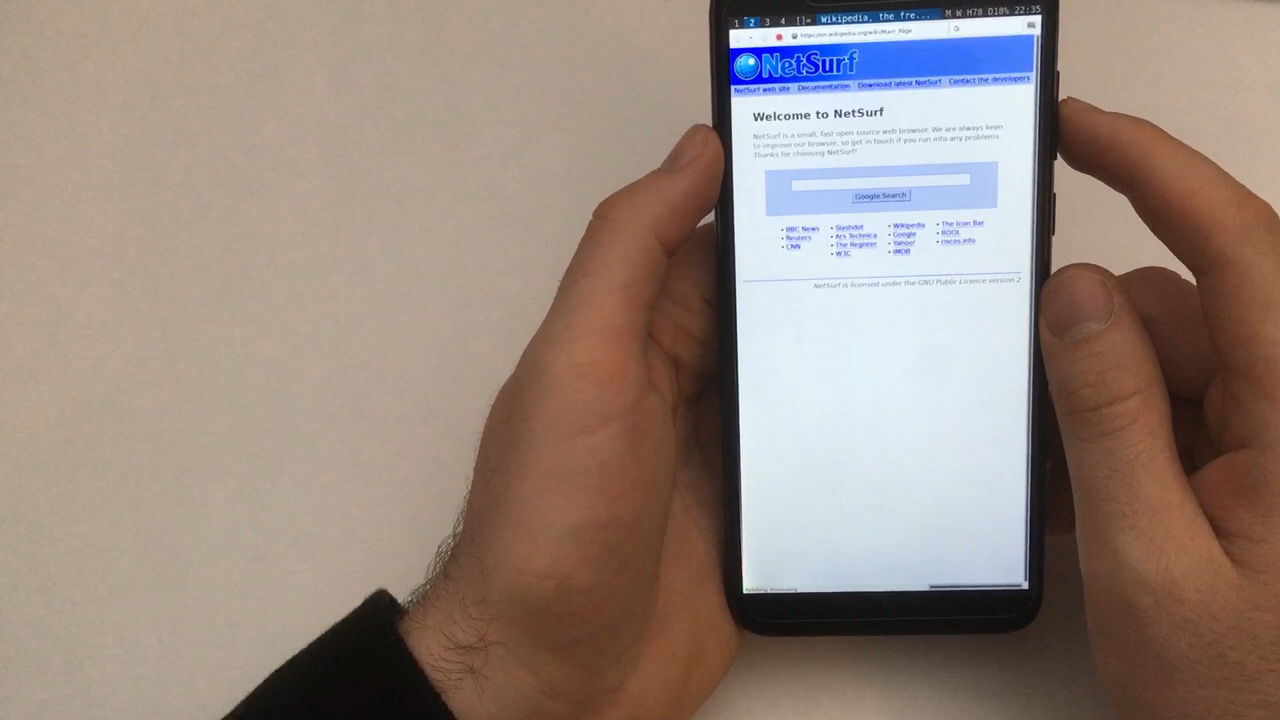 1 2 3 4 []= Wikipedia, the fre... M W H78 D18% 22:35
https://en.wikipedia.org/wiki/Main_Page
NetSurf
NetSurf web site Documentation Download latest NetSurf Contact the developers
Welcome to NetSurf
NetSurf is a small, fast open source web browser. We are always keen
to improve our browser, so get in touch if you run into any problems.
Thanks for choosing NetSurf!
Google Search
• BBC News • Slashdot • Wikipedia • The Icon Bar
• Reuters • Ars Technica • Google • ROOL
• CNN • The Register • Yahoo! • riscos.info
• W3C • IMDB
NetSurf is licensed under the GNU Public Licence version 2
Fetching, Processing